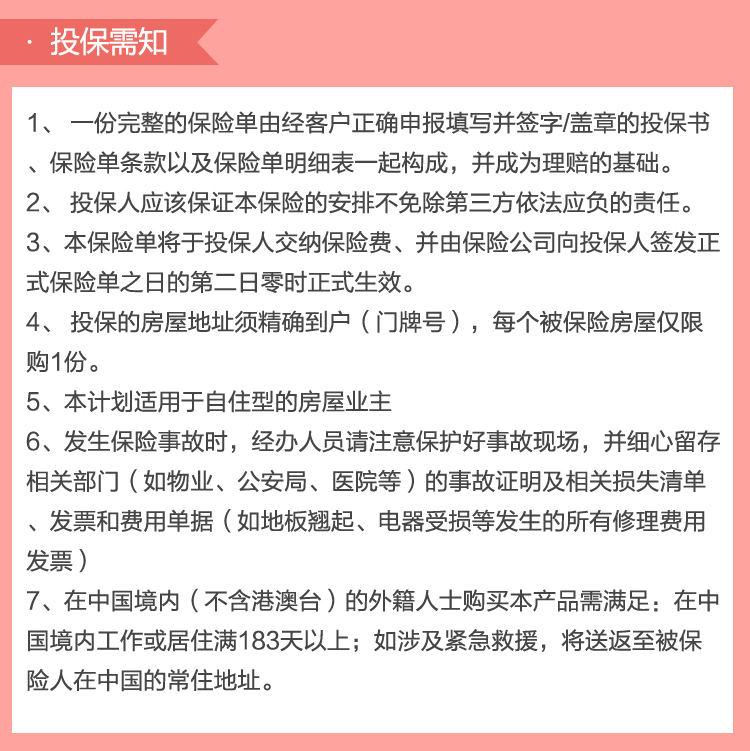 · 投保需知
1、 一份完整的保险单由经客户正确申报填写并签字/盖章的投保书
、保险单条款以及保险单明细表一起构成，并成为理赔的基础。
2、 投保人应该保证本保险的安排不免除第三方依法应负的责任。
3、本保险单将于投保人交纳保险费、并由保险公司向投保人签发正
式保险单之日的第二日零时正式生效。
4、 投保的房屋地址须精确到户（门牌号），每个被保险房屋仅限
购1份。
5、本计划适用于自住型的房屋业主
6、发生保险事故时，经办人员请注意保护好事故现场，并细心留存
相关部门（如物业、公安局、医院等）的事故证明及相关损失清单
、发票和费用单据（如地板翘起、电器受损等发生的所有修理费用
发票）
7、在中国境内（不含港澳台）的外籍人士购买本产品需满足：在中
国境内工作或居住满183天以上；如涉及紧急救援，将送返至被保
险人在中国的常住地址。